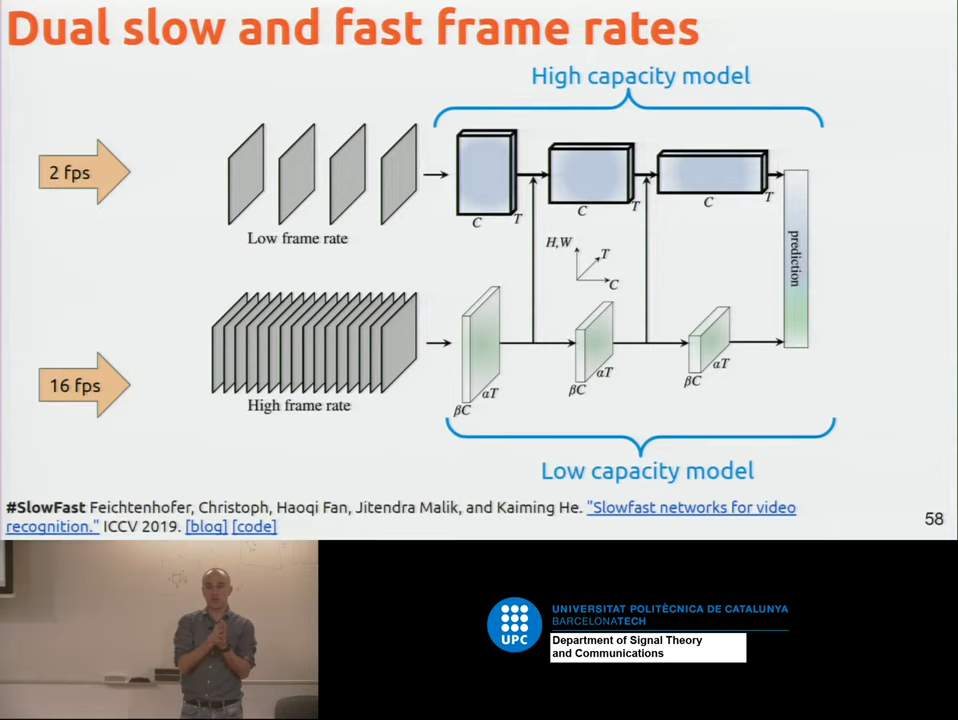 Dual slow and fast frame rates
High capacity model
2 fps
C
T
C
T
C
T
Low frame rate
H,W
T
C
prediction
16 fps
High frame rate
βC
αT
βC
αT
βC
αT
Low capacity model
#SlowFast Feichtenhofer, Christoph, Haoqi Fan, Jitendra Malik, and Kaiming He. "Slowfast networks for video
recognition." ICCV 2019. [blog] [code]
58
UPC
UNIVERSITAT POLITÈCNICA DE CATALUNYA
BARCELONATECH
Department of Signal Theory
and Communications